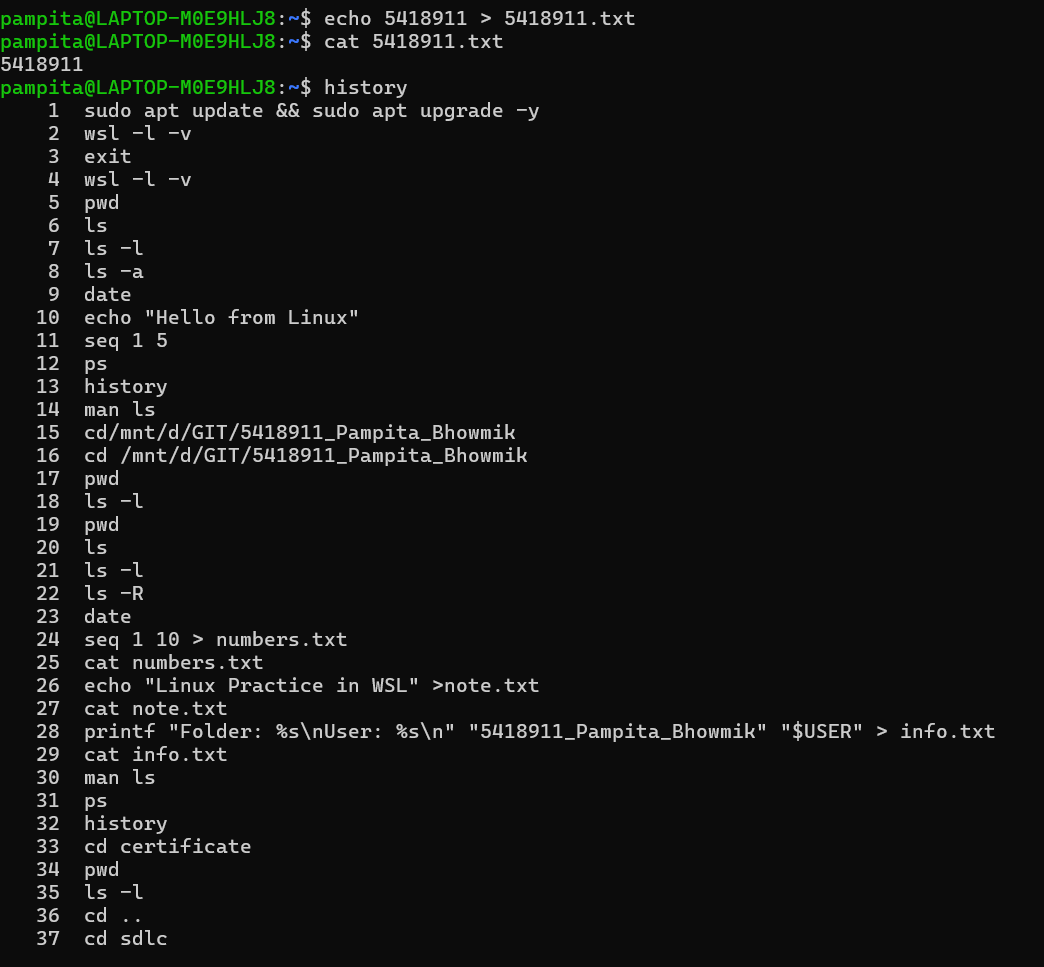 pampita@LAPTOP-M0E9HLJ8:~$ echo 5418911 > 5418911.txt
pampita@LAPTOP-M0E9HLJ8:~$ cat 5418911.txt
5418911
pampita@LAPTOP-M0E9HLJ8:~$ history
    1  sudo apt update && sudo apt upgrade -y
    2  wsl -l -v
    3  exit
    4  wsl -l -v
    5  pwd
    6  ls
    7  ls -l
    8  ls -a
    9  date
   10  echo "Hello from Linux"
   11  seq 1 5
   12  ps
   13  history
   14  man ls
   15  cd/mnt/d/GIT/5418911_Pampita_Bhowmik
   16  cd /mnt/d/GIT/5418911_Pampita_Bhowmik
   17  pwd
   18  ls -l
   19  pwd
   20  ls
   21  ls -l
   22  ls -R
   23  date
   24  seq 1 10 > numbers.txt
   25  cat numbers.txt
   26  echo "Linux Practice in WSL" >note.txt
   27  cat note.txt
   28  printf "Folder: %s\nUser: %s\n" "5418911_Pampita_Bhowmik" "$USER" > info.txt
   29  cat info.txt
   30  man ls
   31  ps
   32  history
   33  cd certificate
   34  pwd
   35  ls -l
   36  cd ..
   37  cd sdlc